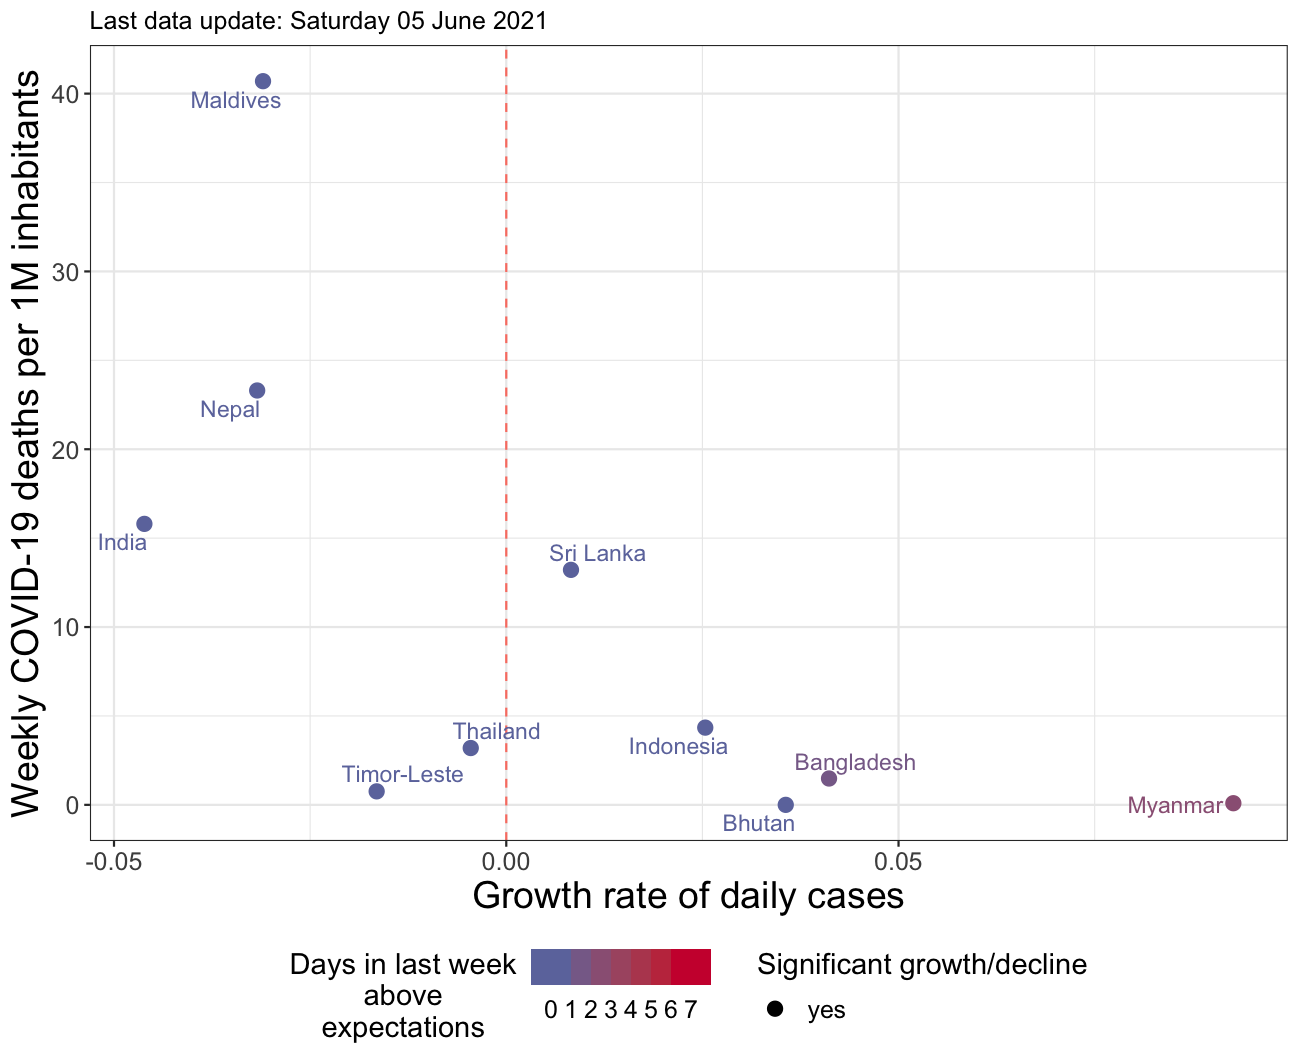 Last data update: Saturday 05 June 2021
Weekly COVID-19 deaths per 1M inhabitants
40
30
20
10
0
Maldives
Nepal
India
Sri Lanka
Thailand
Indonesia
Timor-Leste
Bangladesh
Bhutan
Myanmar
-0.05 0.00 0.05
Growth rate of daily cases
Days in last week
above
expectations
0 1 2 3 4 5 6 7
Significant growth/decline
yes